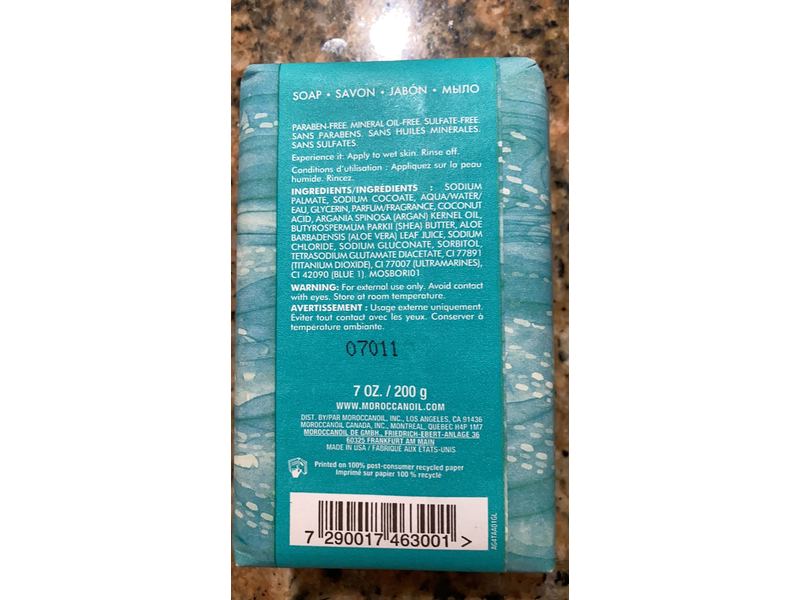 SOAP • SAVON • JABÓN • МЫЛО
PARABEN-FREE. MINERAL OIL-FREE. SULFATE-FREE.
SANS PARABENS. SANS HUILES MINERALES.
SANS SULFATES.
Experience it: Apply to wet skin. Rinse off.
Conditions d'utilisation : Appliquez sur la peau
humide. Rincez.
INGREDIENTS/INGRÉDIENTS : SODIUM
PALMATE, SODIUM COCOATE, AQUA/WATER/
EAU, GLYCERIN, PARFUM/FRAGRANCE, COCONUT
ACID, ARGANIA SPINOSA (ARGAN) KERNEL OIL,
BUTYROSPERMUM PARKII (SHEA) BUTTER, ALOE
BARBADENSIS (ALOE VERA) LEAF JUICE, SODIUM
CHLORIDE, SODIUM GLUCONATE, SORBITOL,
TETRASODIUM GLUTAMATE DIACETATE, CI 77891
(TITANIUM DIOXIDE), CI 77007 (ULTRAMARINES),
CI 42090 (BLUE 1). MOSBORI01
WARNING: For external use only. Avoid contact
with eyes. Store at room temperature.
AVERTISSEMENT : Usage externe uniquement.
Éviter tout contact avec les yeux. Conserver à
température ambiante.
07011
7 OZ. / 200 g
WWW.MOROCCANOIL.COM
DIST. BY/PAR MOROCCANOIL, INC., LOS ANGELES, CA 91436
MOROCCANOIL CANADA, INC., MONTREAL, QUEBEC H4P 1M7
MOROCCANOIL DE GMBH., FRIEDRICH-EBERT-ANLAGE 36
60325 FRANKFURT AM MAIN
MADE IN USA / FABRIQUÉ AUX ÉTATS-UNIS
Printed on 100% post-consumer recycled paper
Imprimé sur papier 100 % recyclé
7 290017 463001 >
AG4TAA01GL